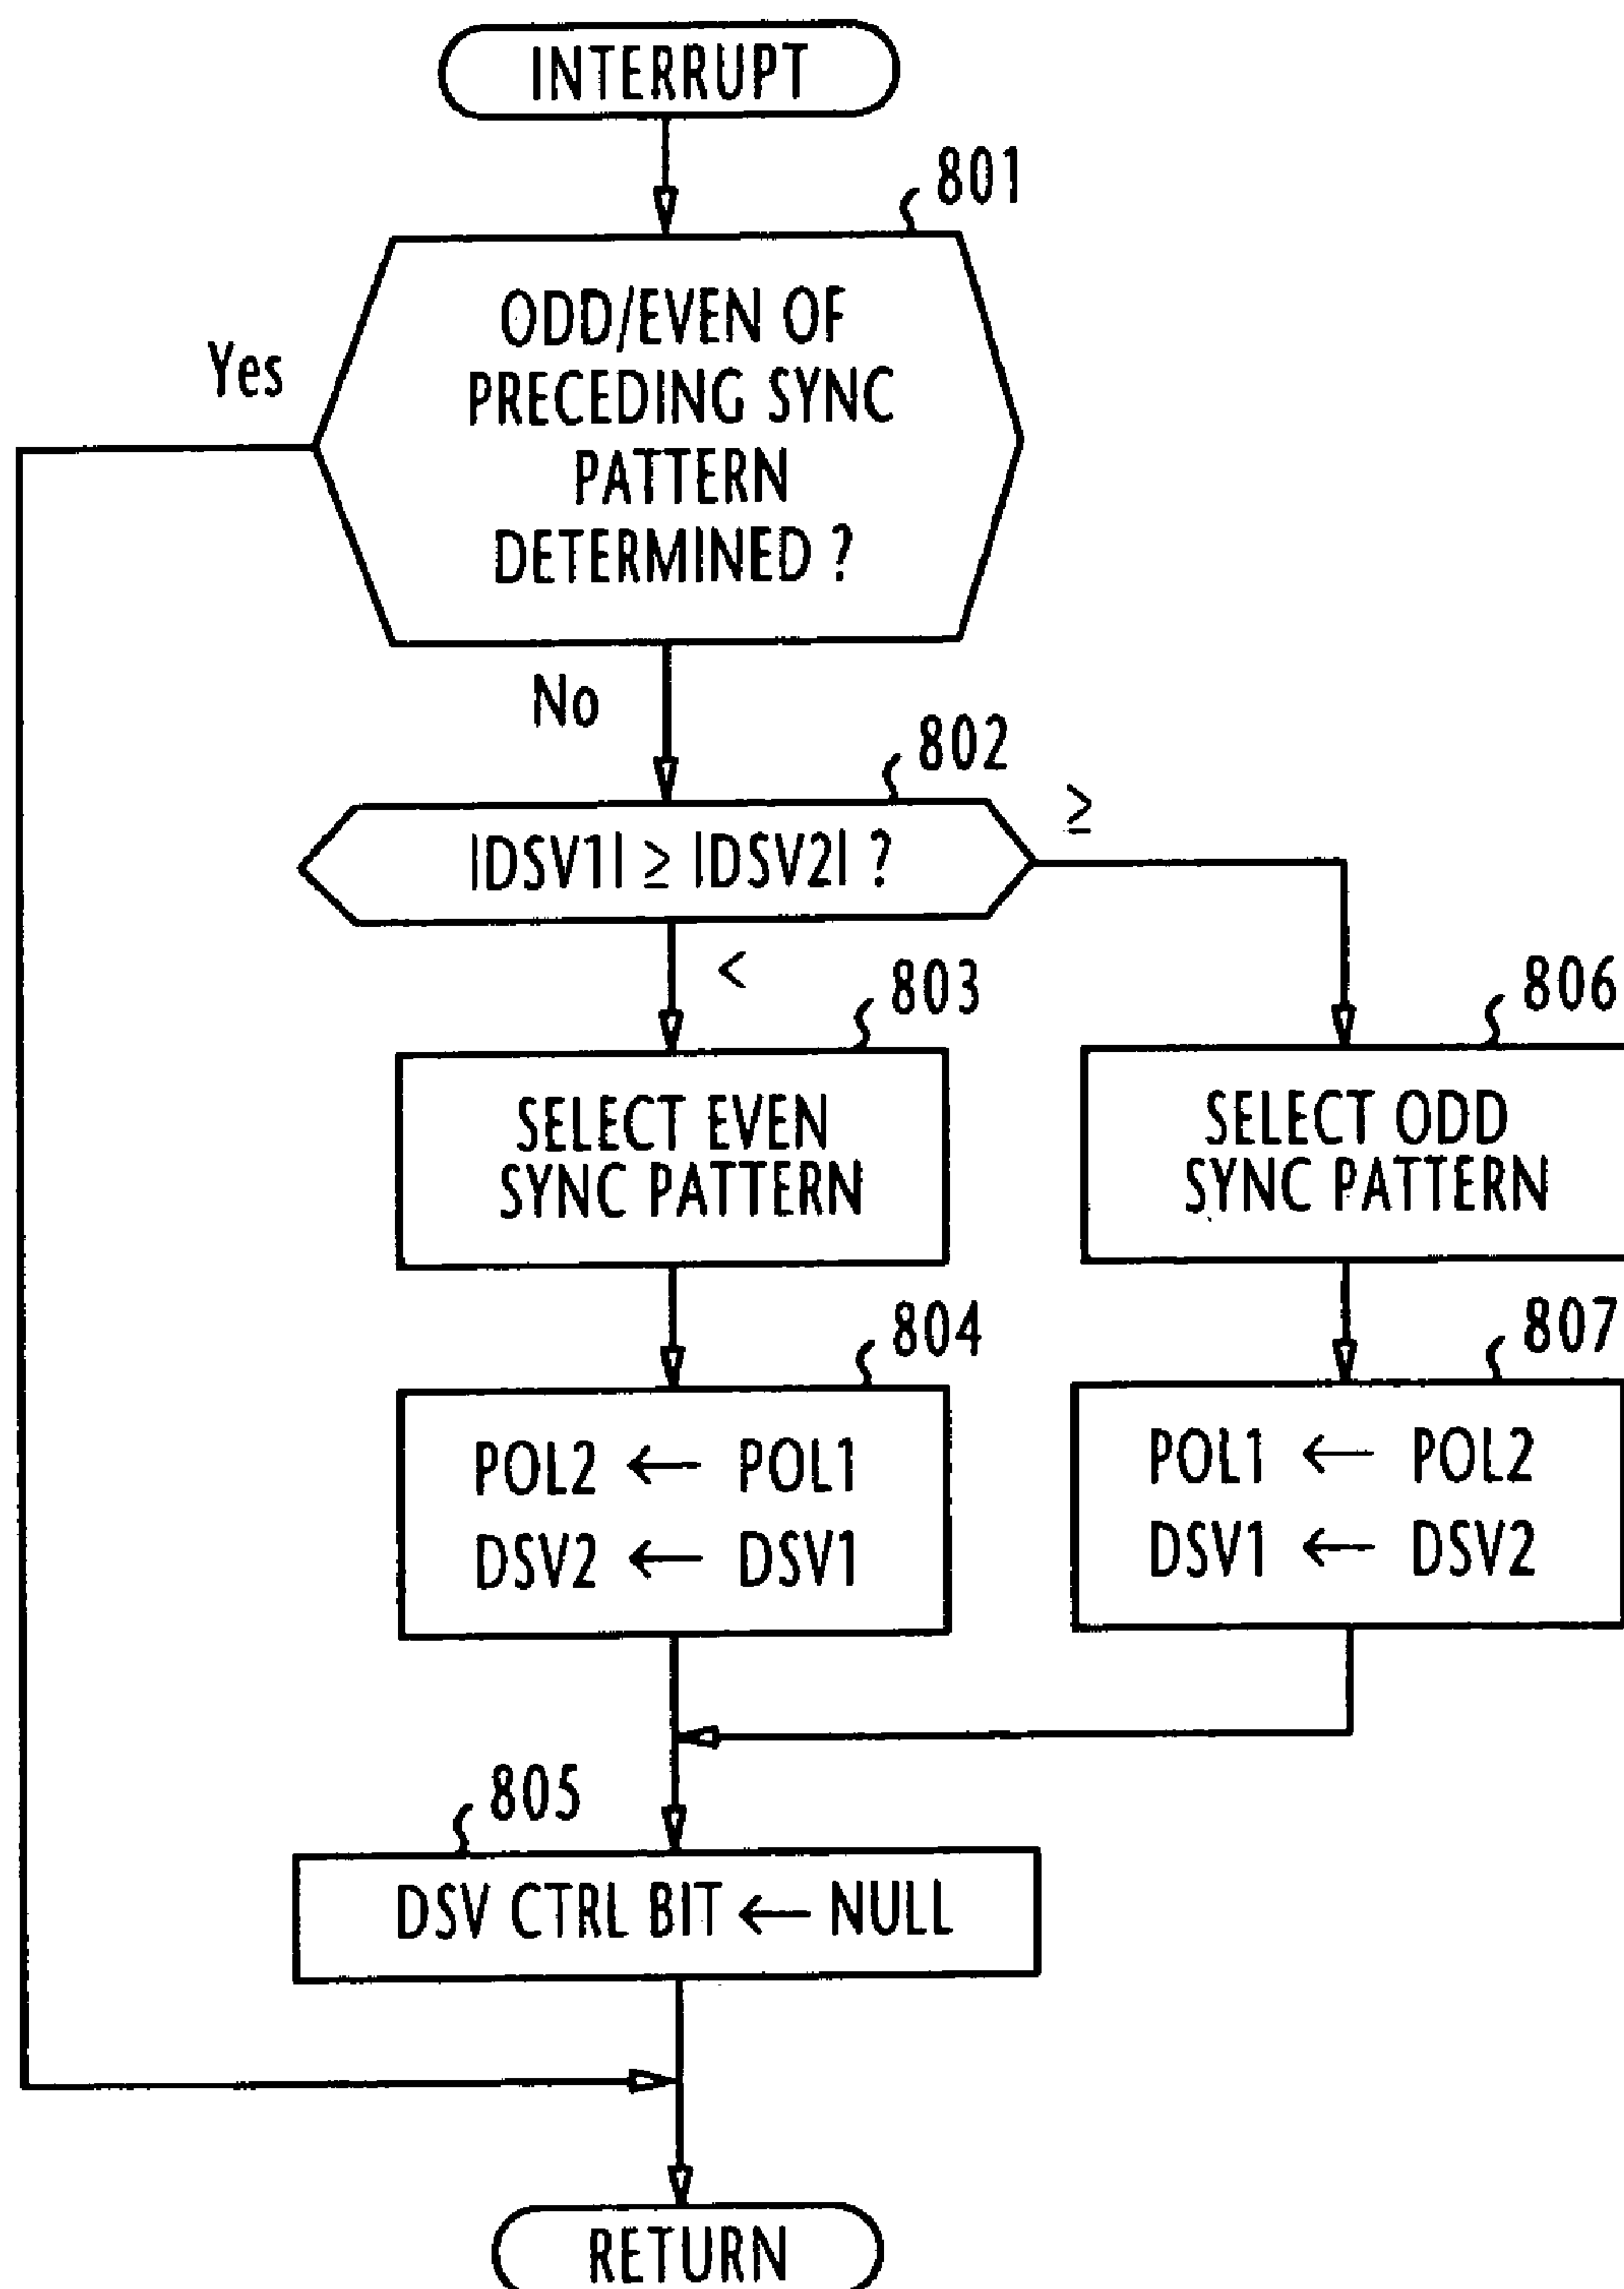 INTERRUPT
801
ODD/EVEN OF
PRECEDING SYNC
PATTERN
DETERMINED ?
Yes
No
802
|DSV1| ≥ |DSV2| ?
≥
<
803
SELECT EVEN
SYNC PATTERN
806
SELECT ODD
SYNC PATTERN
804
POL2 ← POL1
DSV2 ← DSV1
807
POL1 ← POL2
DSV1 ← DSV2
805
DSV CTRL BIT ← NULL
RETURN